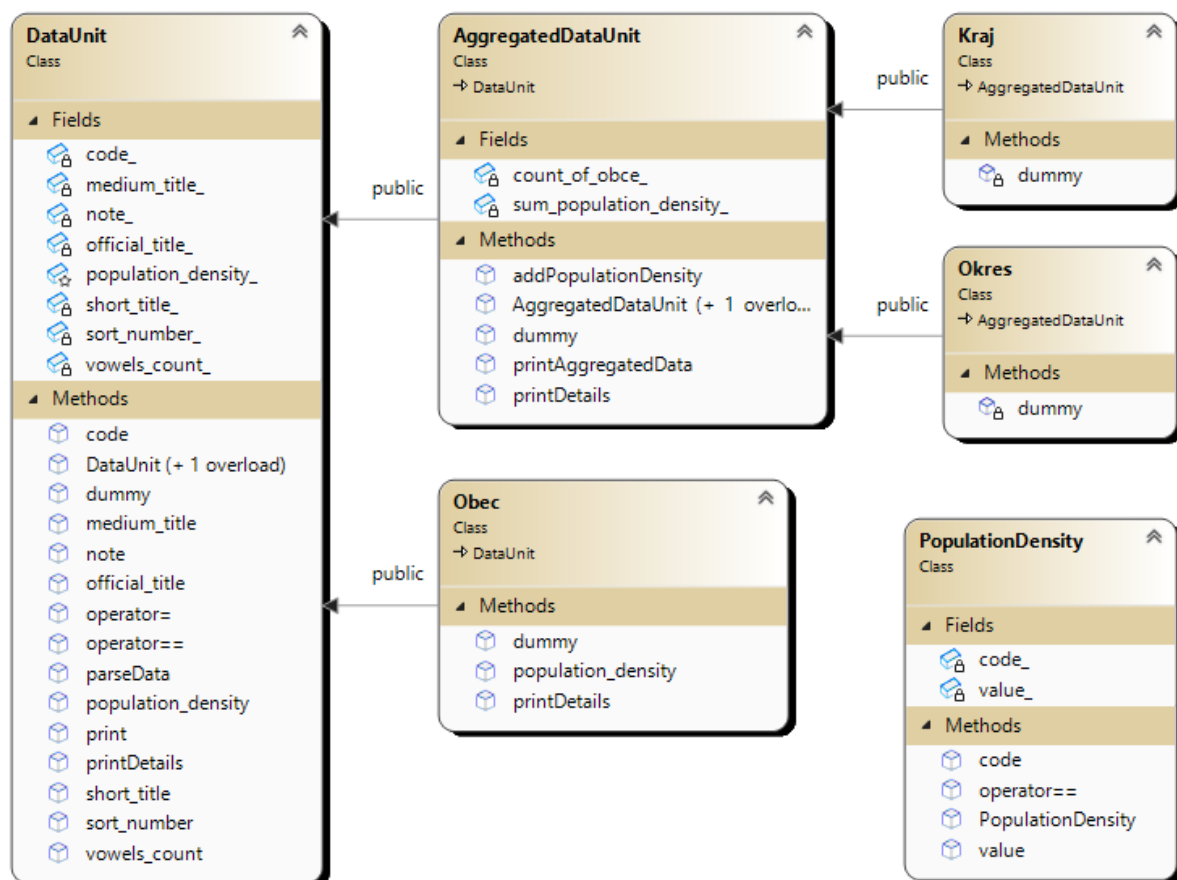 DataUnit
Class
Fields
code_
medium_title_
note_
official_title_
population_density_
short_title_
sort_number_
vowels_count_
Methods
code
DataUnit (+ 1 overload)
dummy
medium_title
note
official_title
operator=
operator==
parseData
population_density
print
printDetails
short_title
sort_number
vowels_count
public
AggregatedDataUnit
Class
DataUnit
Fields
count_of_obce_
sum_population_density_
Methods
addPopulationDensity
AggregatedDataUnit (+ 1 overlo...
dummy
printAggregatedData
printDetails
public
Obec
Class
DataUnit
Methods
dummy
population_density
printDetails
public
Kraj
Class
AggregatedDataUnit
Methods
dummy
public
Okres
Class
AggregatedDataUnit
Methods
dummy
PopulationDensity
Class
Fields
code_
value_
Methods
code
operator==
PopulationDensity
value